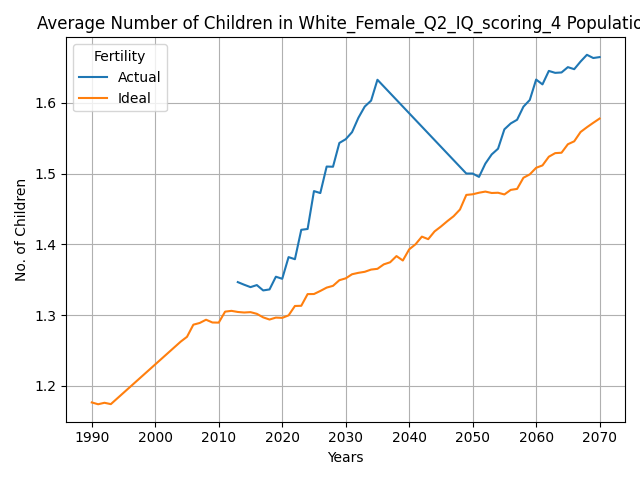 Average Number of Children in White_Female_Q2_IQ_scoring_4 Populatio
Fertility
Actual
Ideal
No. of Children
1.6
1.5
1.4
1.3
1.2
1990 2000 2010 2020 2030 2040 2050 2060 2070
Years